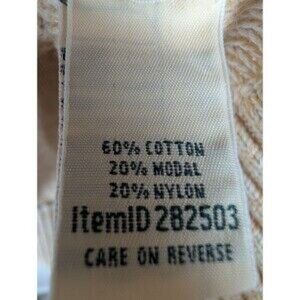 60% COTTON
20% MODAL
20% NYLON
ItemID 282503
CARE ON REVERSE